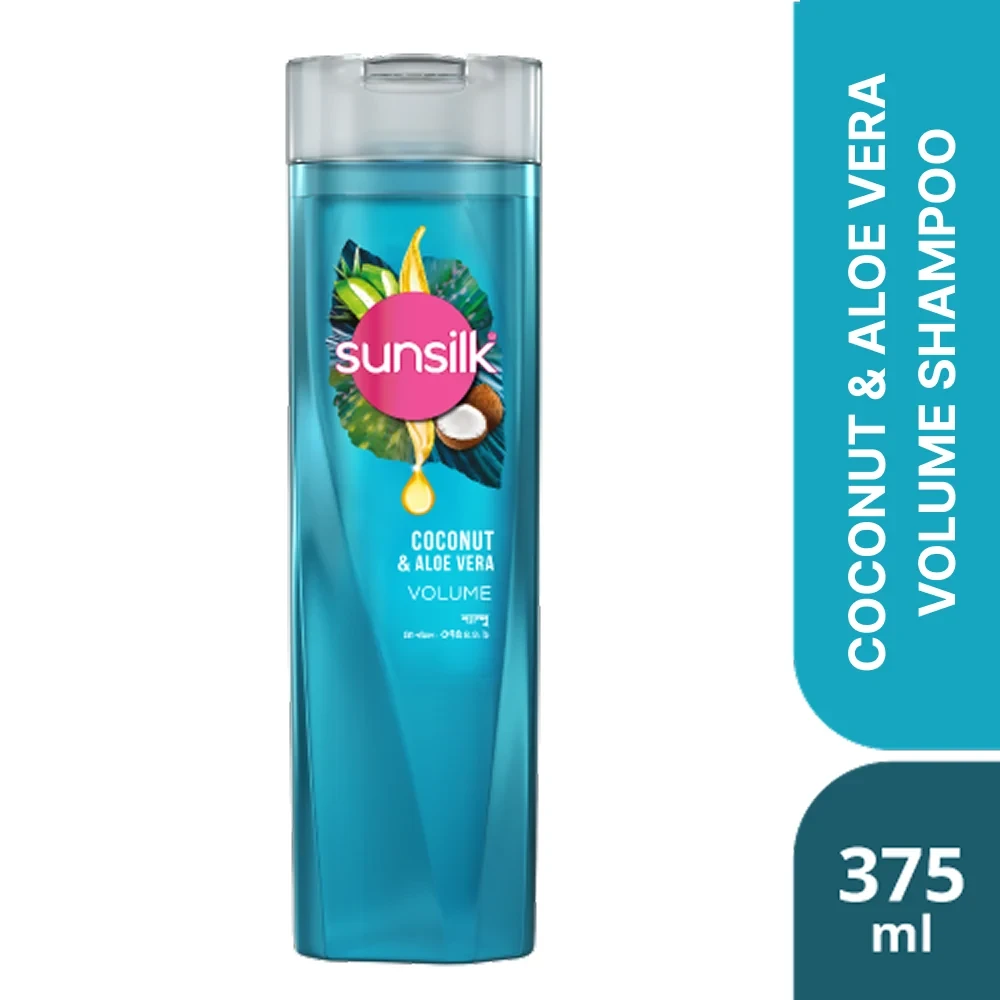 sunsilk
COCONUT
& ALOE VERA
VOLUME
শ্যাম্পু
COCONUT & ALOE VERA
VOLUME SHAMPOO
375
ml